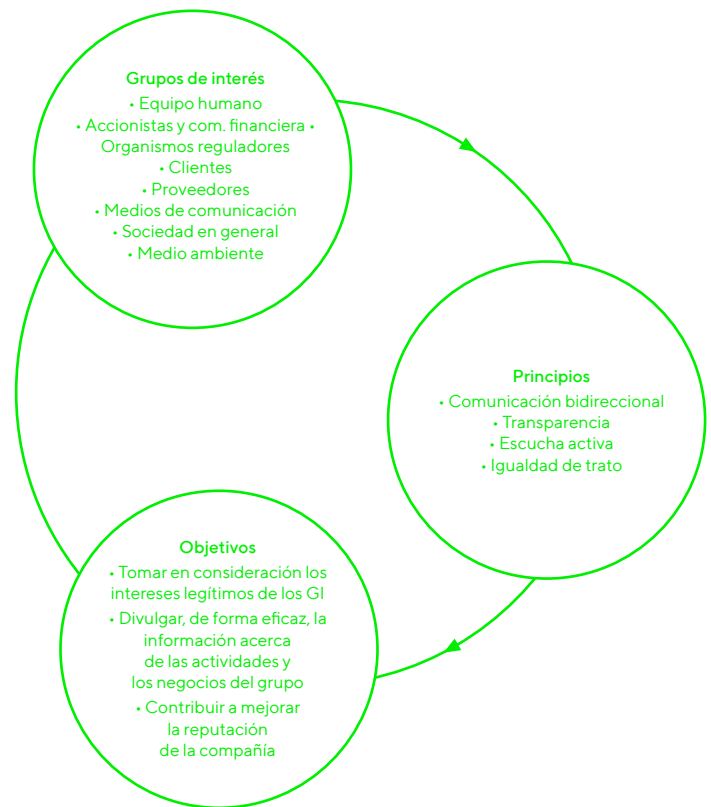 Grupos de interés
• Equipo humano
• Accionistas y com. financiera •
Organismos reguladores
• Clientes
• Proveedores
• Medios de comunicación
• Sociedad en general
• Medio ambiente
Principios
• Comunicación bidireccional
• Transparencia
• Escucha activa
• Igualdad de trato
Objetivos
• Tomar en consideración los
intereses legítimos de los GI
• Divulgar, de forma eficaz, la
información acerca
de las actividades y
los negocios del grupo
• Contribuir a mejorar
la reputación
de la compañía